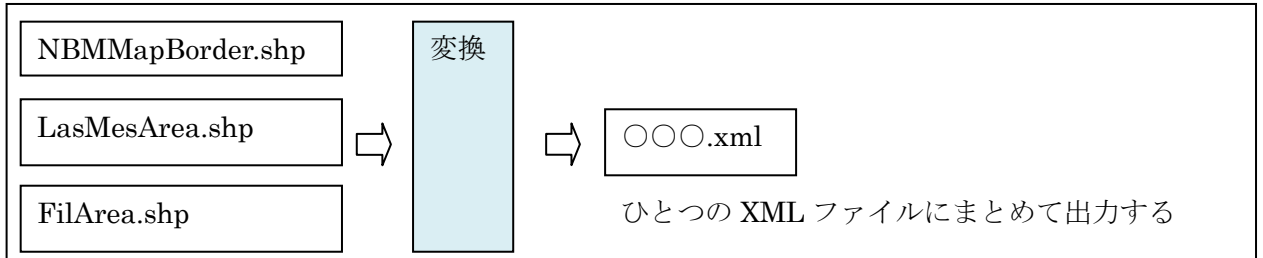 NBMMapBorder.shp
LasMesArea.shp
FilArea.shp
変換
○○○.xml
ひとつの XML ファイルにまとめて出力する